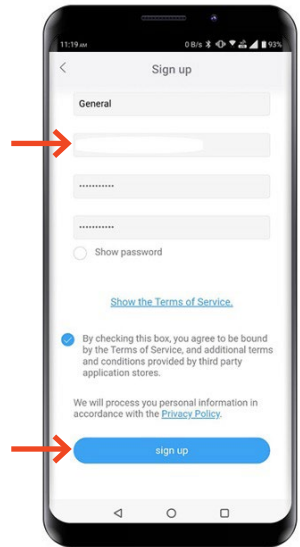 11:19 AM 0 B/s 93%
Sign up
General
...........
...........
Show password
Show the Terms of Service.
By checking this box, you agree to be bound
by the Terms of Service, and additional terms
and conditions provided by third party
application stores.
We will process you personal information in
accordance with the Privacy Policy.
sign up